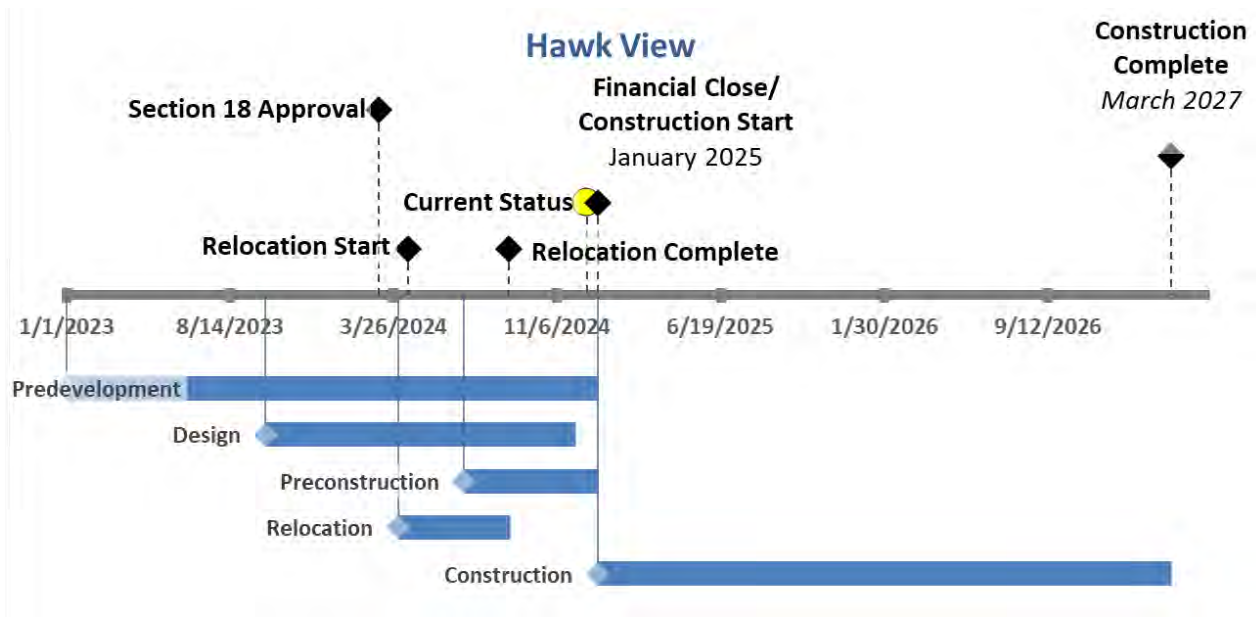 Hawk View
Construction
Complete
March 2027
Financial Close/
Construction Start
January 2025
Section 18 Approval
Current Status
Relocation Start
Relocation Complete
1/1/2023 8/14/2023 3/26/2024 11/6/2024 6/19/2025 1/30/2026 9/12/2026
Predevelopment
Design
Preconstruction
Relocation
Construction